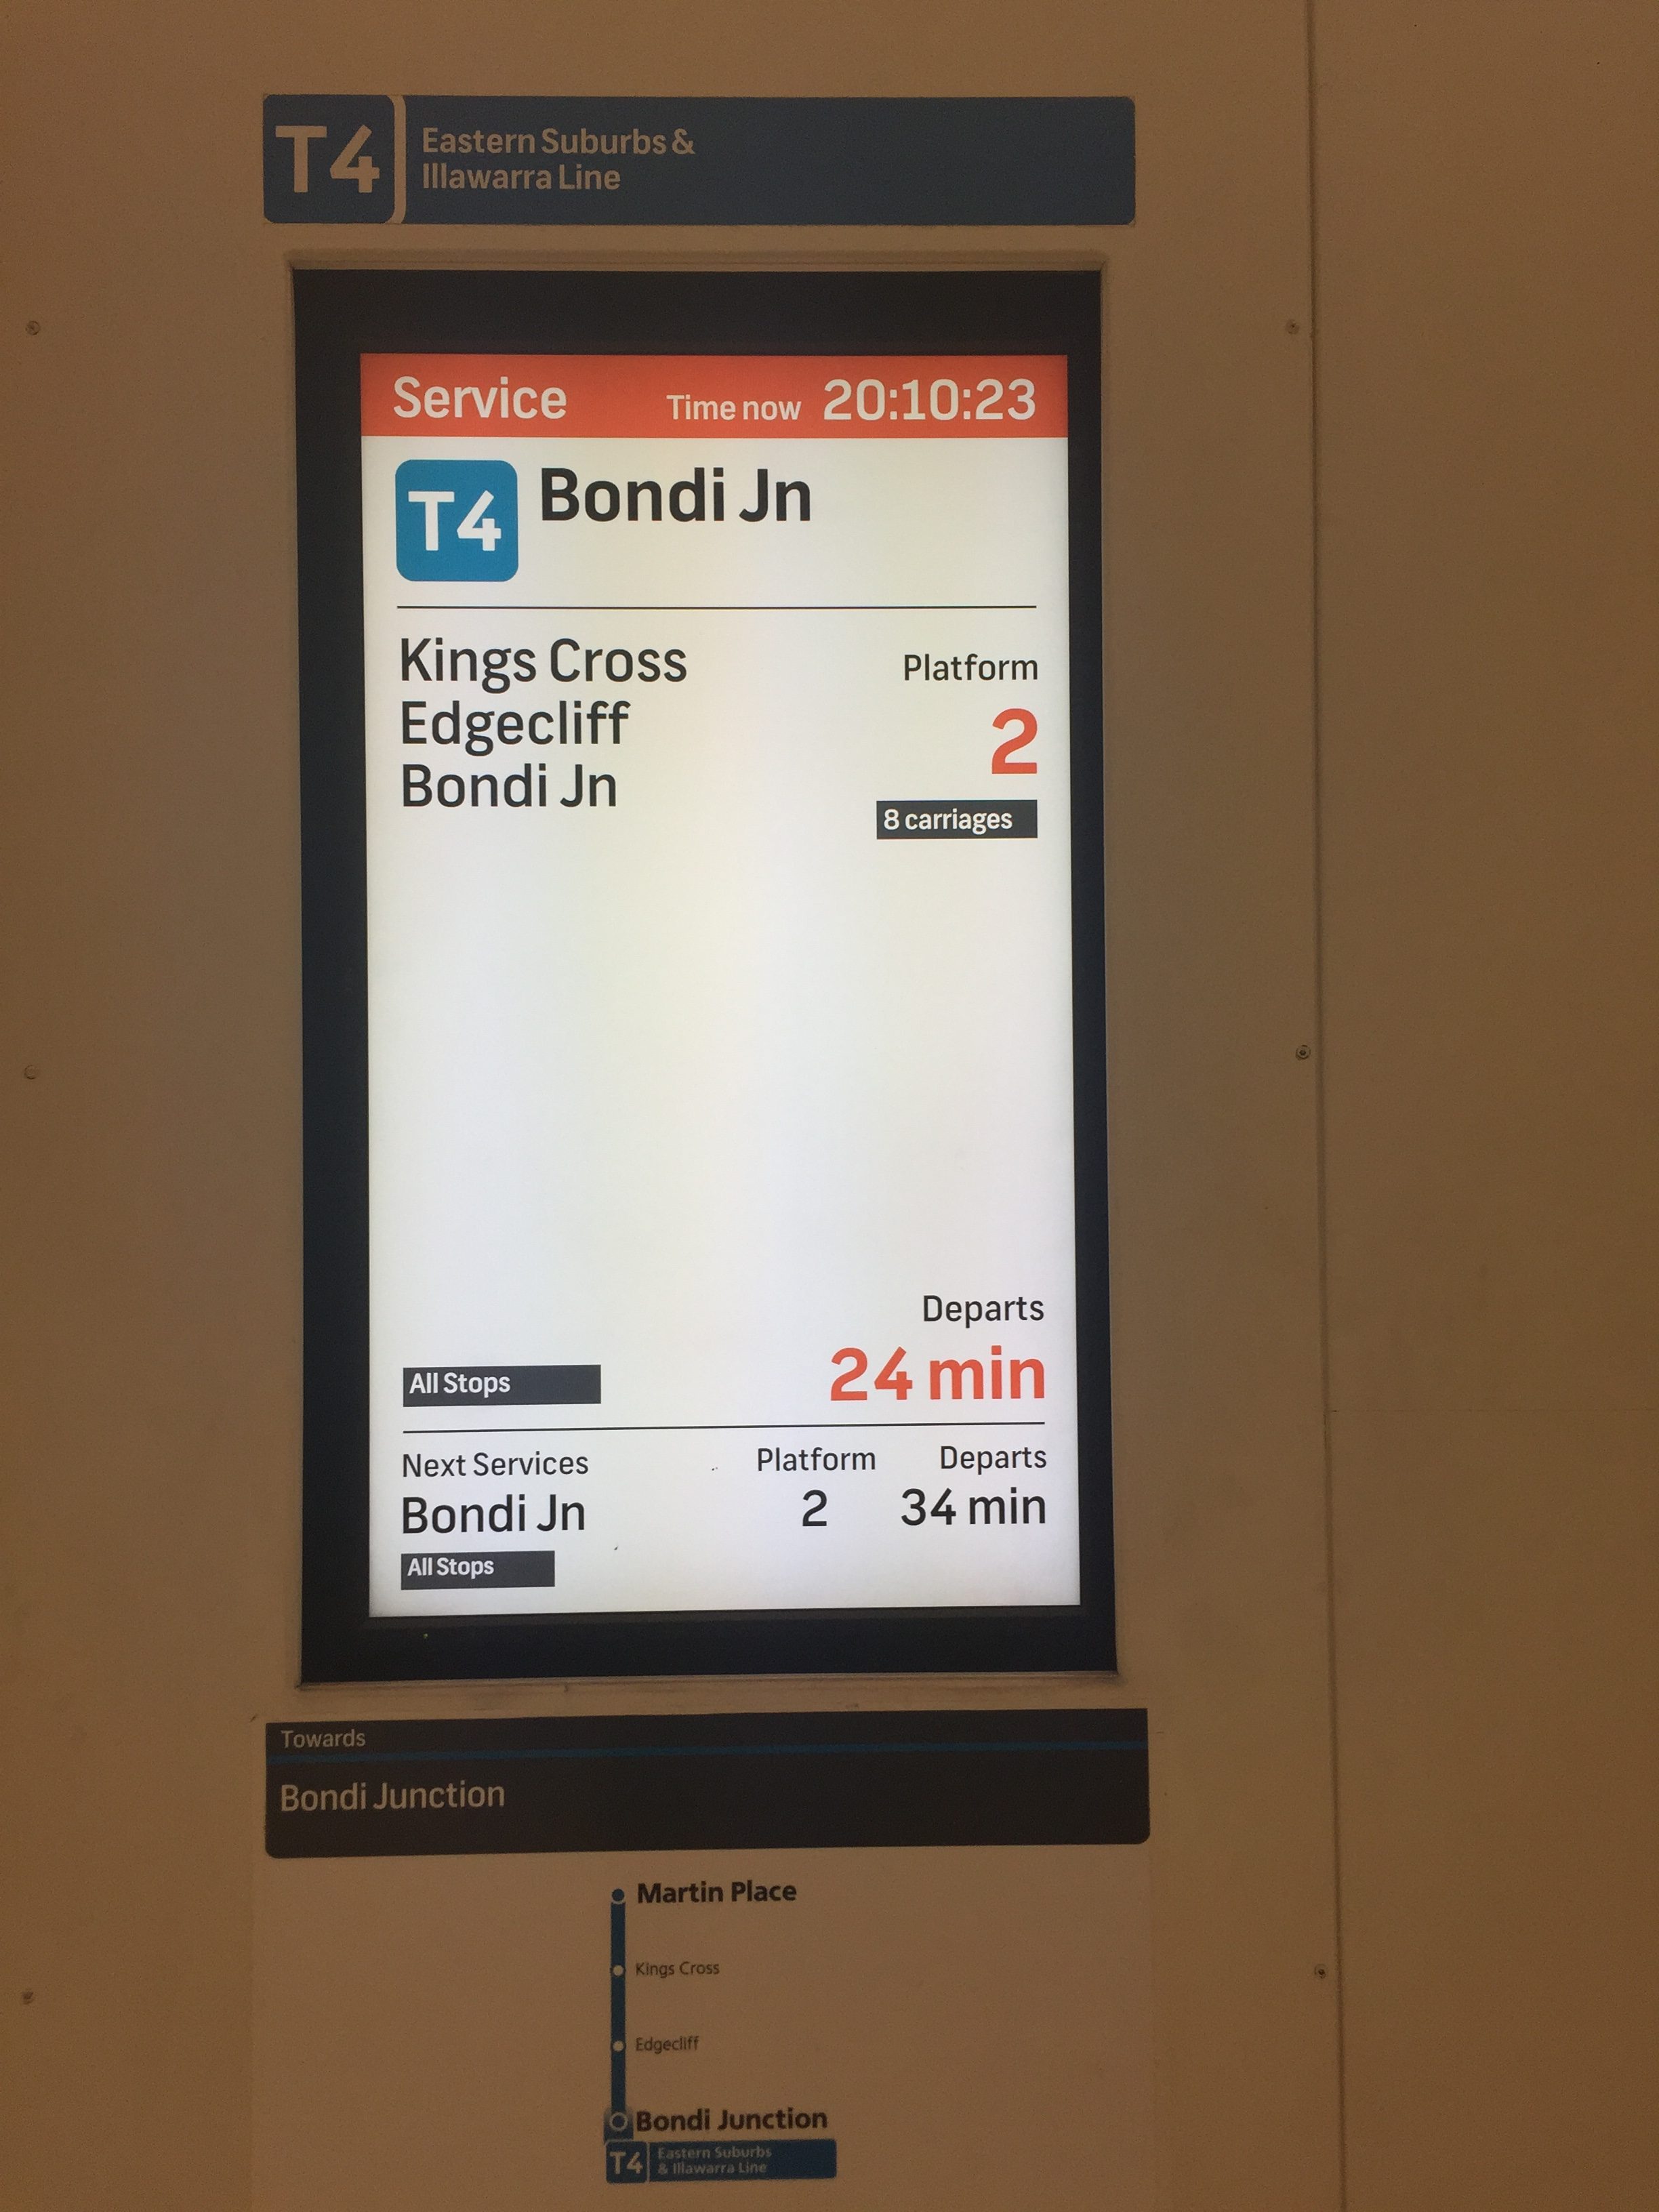 T4 Eastern Suburbs &
Illawarra Line
Service Time now 20:10:23
T4 Bondi Jn
Kings Cross Platform
Edgecliff 2
Bondi Jn
8 carriages
Departs
All Stops 24 min
Next Services Platform Departs
Bondi Jn 2 34 min
All Stops
Towards
Bondi Junction
Martin Place
Kings Cross
Edgecliff
Bondi Junction
T4 Eastern Suburbs
& Illawarra Line